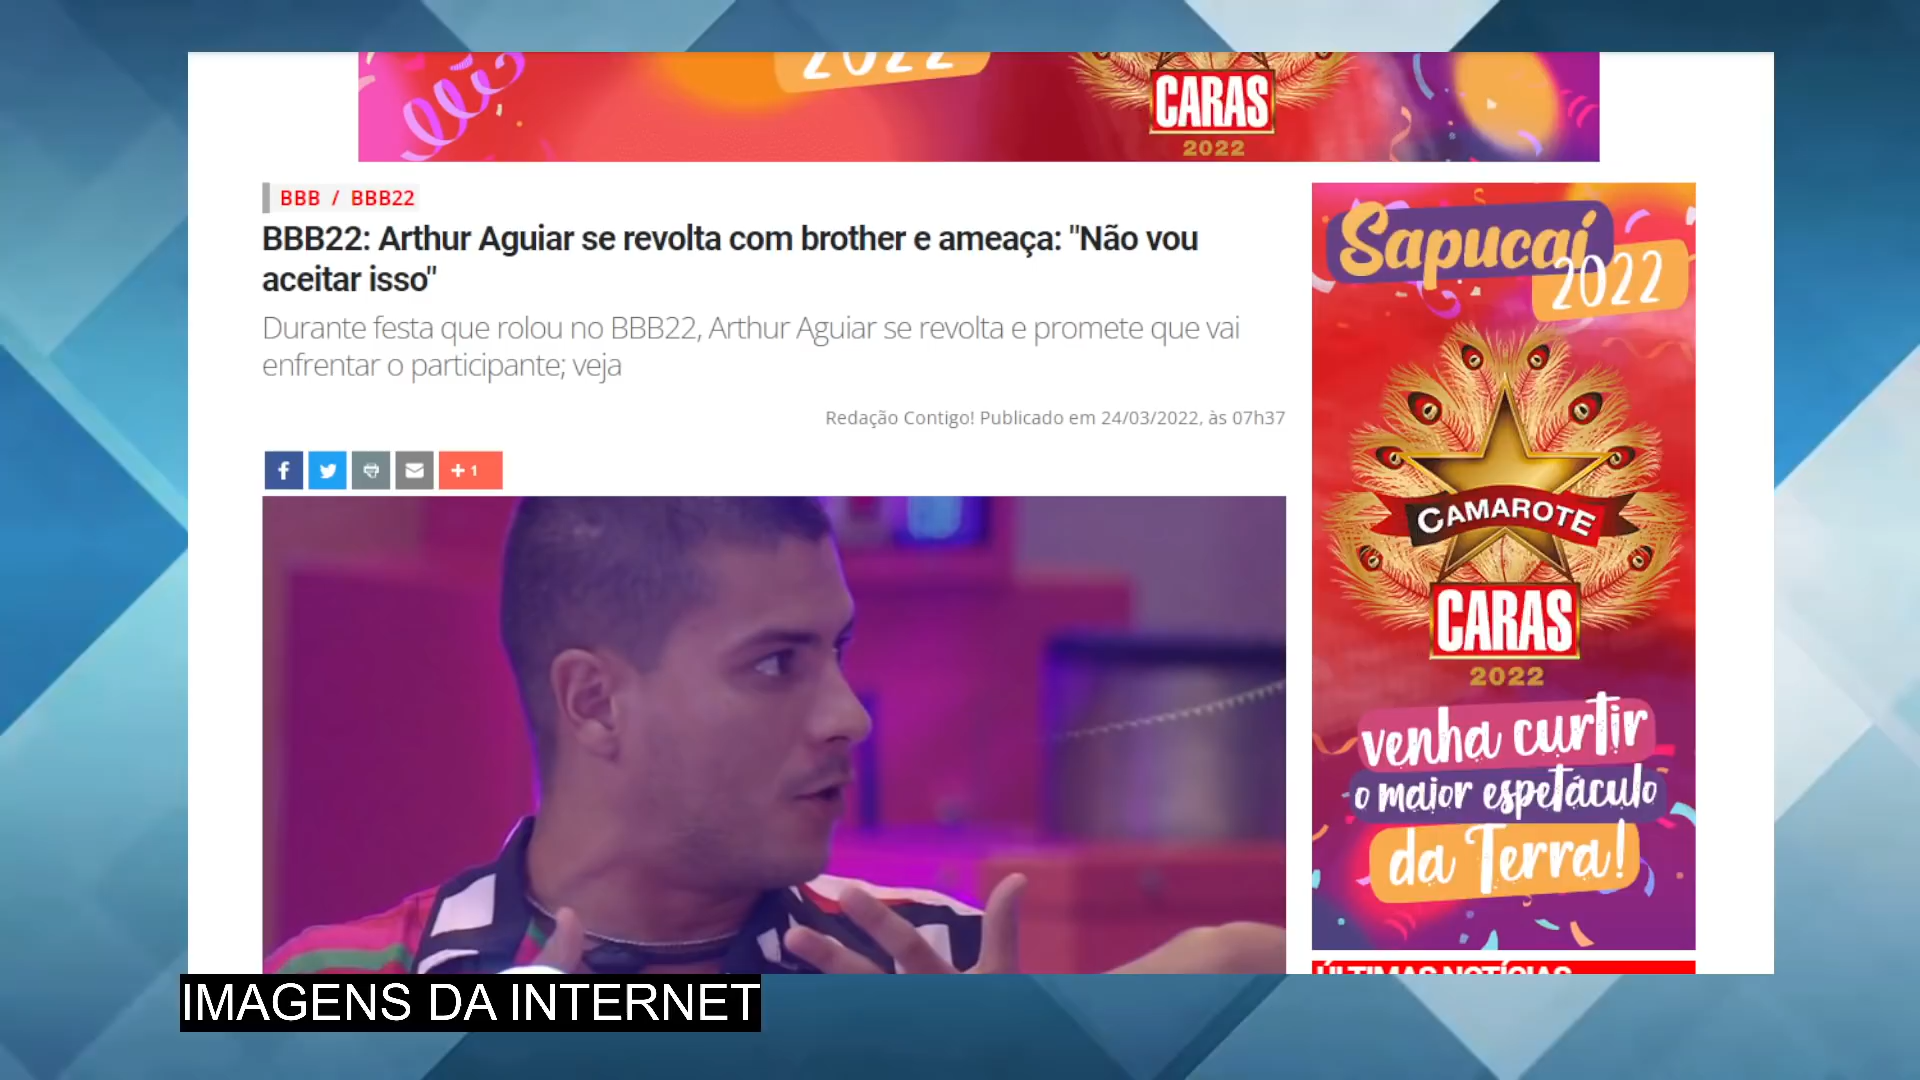 2022
CARAS
2022
BBB / BBB22
BBB22: Arthur Aguiar se revolta com brother e ameaça: "Não vou
aceitar isso"
Durante festa que rolou no BBB22, Arthur Aguiar se revolta e promete que vai
enfrentar o participante; veja
Redação Contigo! Publicado em 24/03/2022, às 07h37
+ 1
Sapucaí
2022
CAMAROTE
CARAS
2022
venha curtir
o maior espetáculo
da Terra!
ÚLTIMAS NOTÍCIAS
IMAGENS DA INTERNET